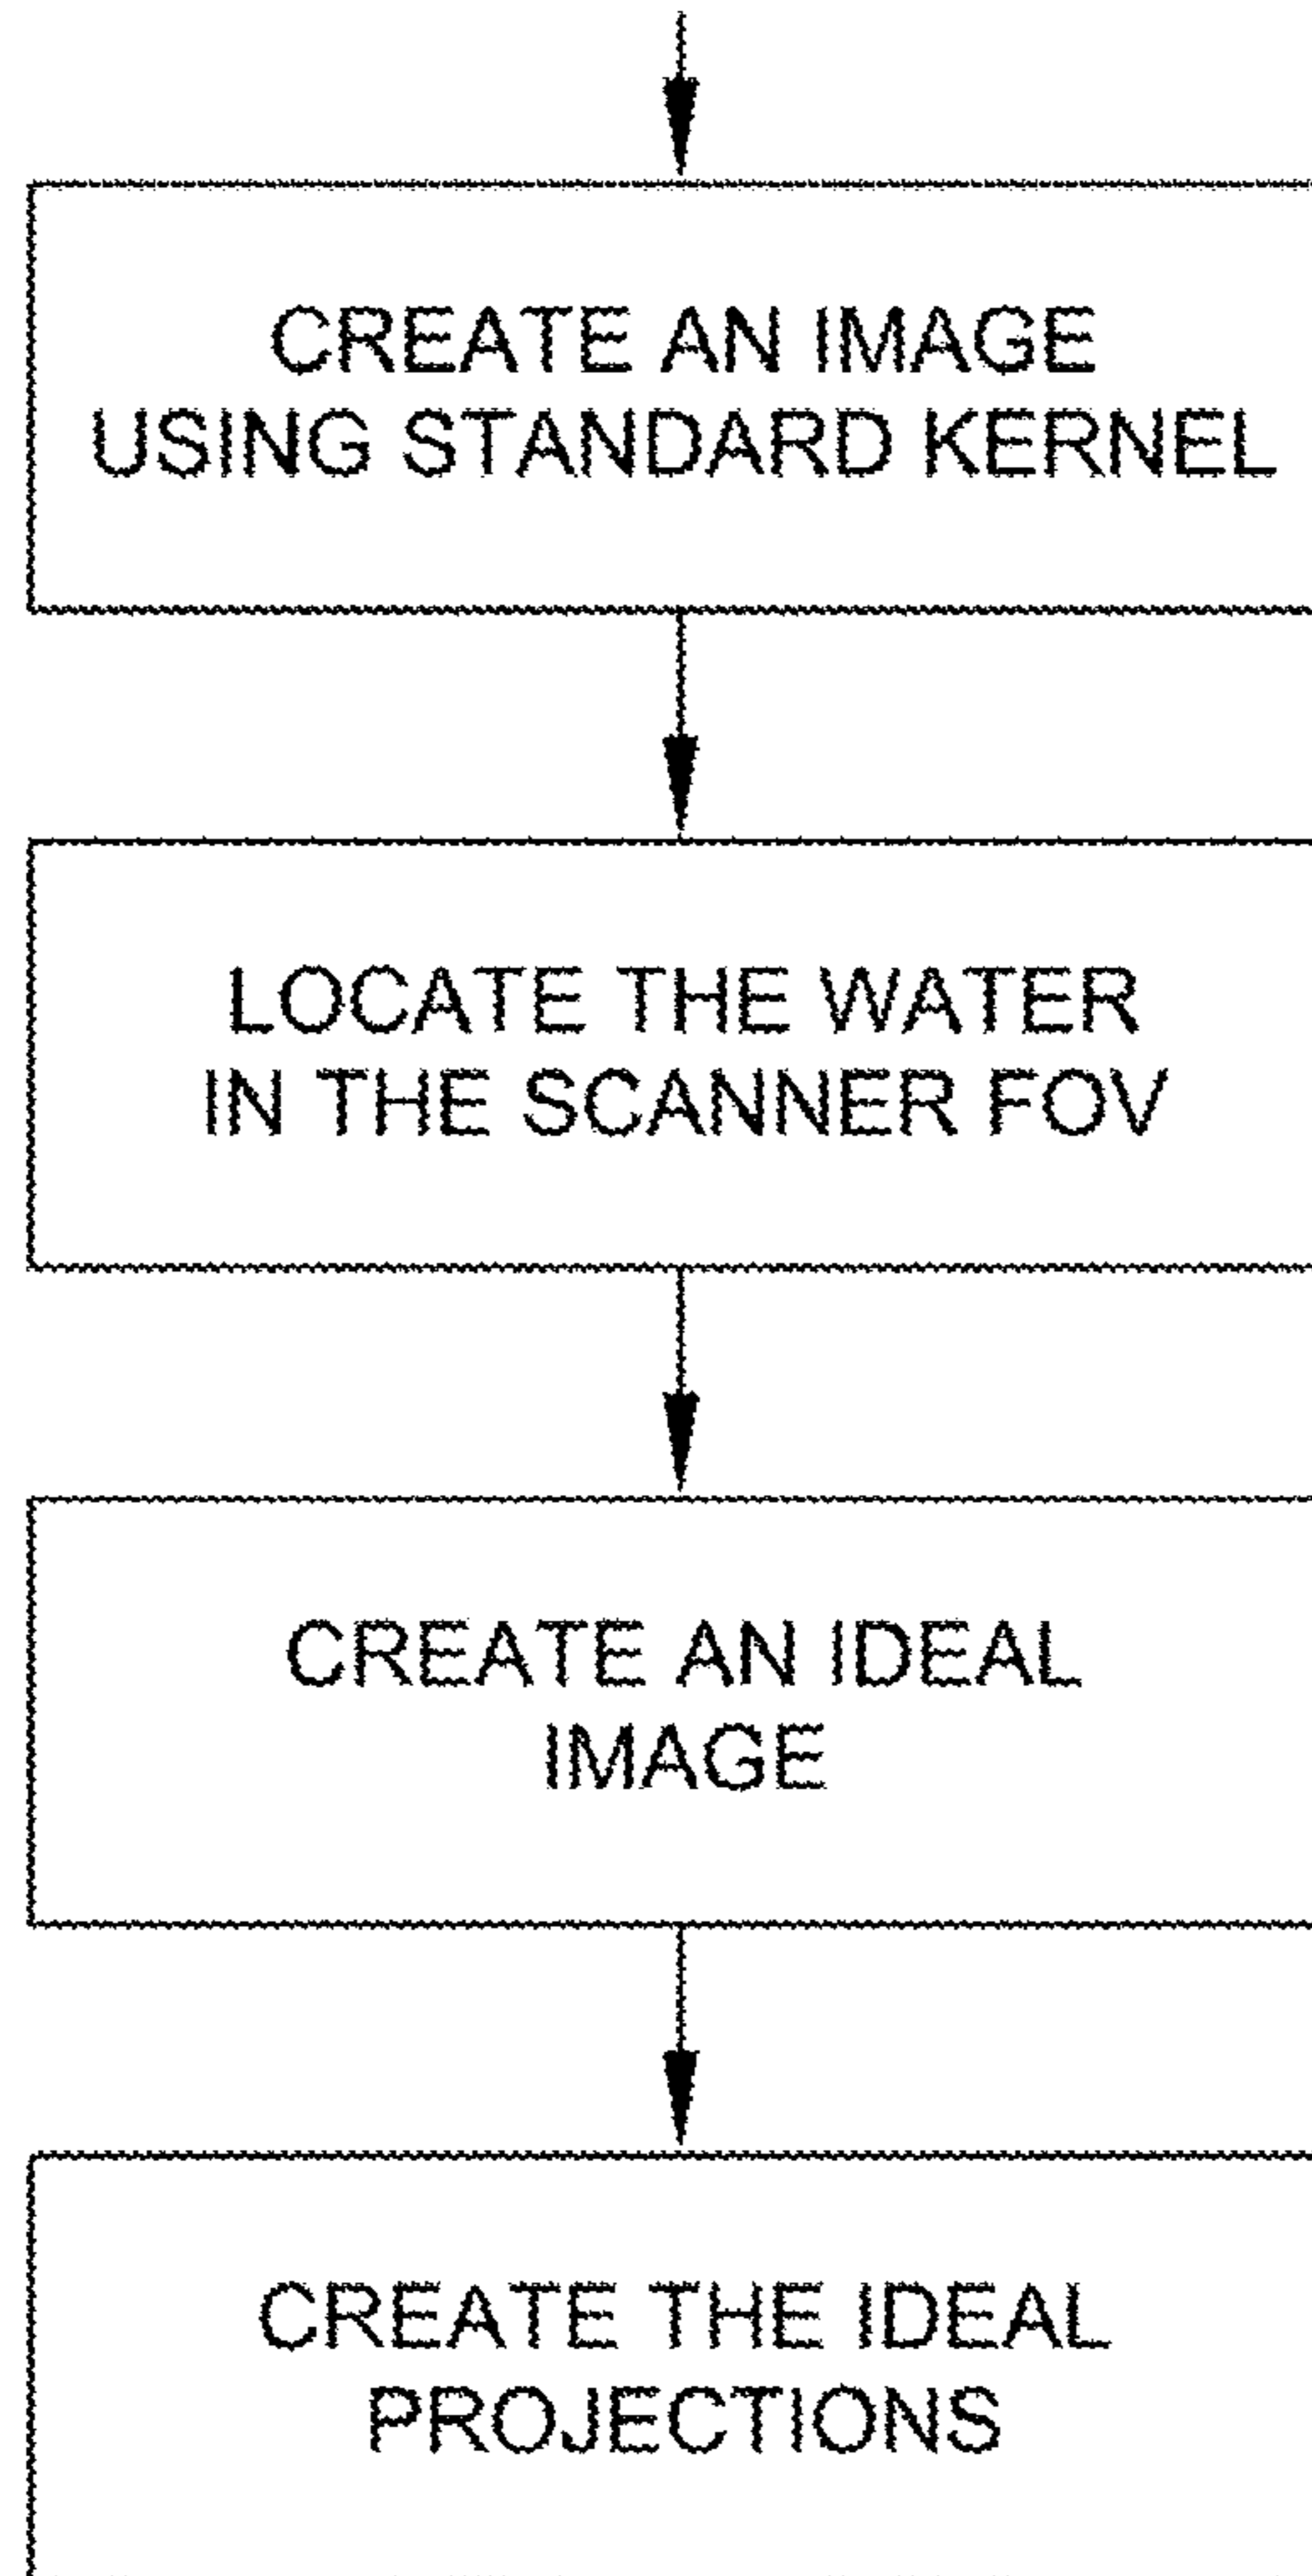 CREATE AN IMAGE
USING STANDARD KERNEL
LOCATE THE WATER
IN THE SCANNER FOV
CREATE AN IDEAL
IMAGE
CREATE THE IDEAL
PROJECTIONS